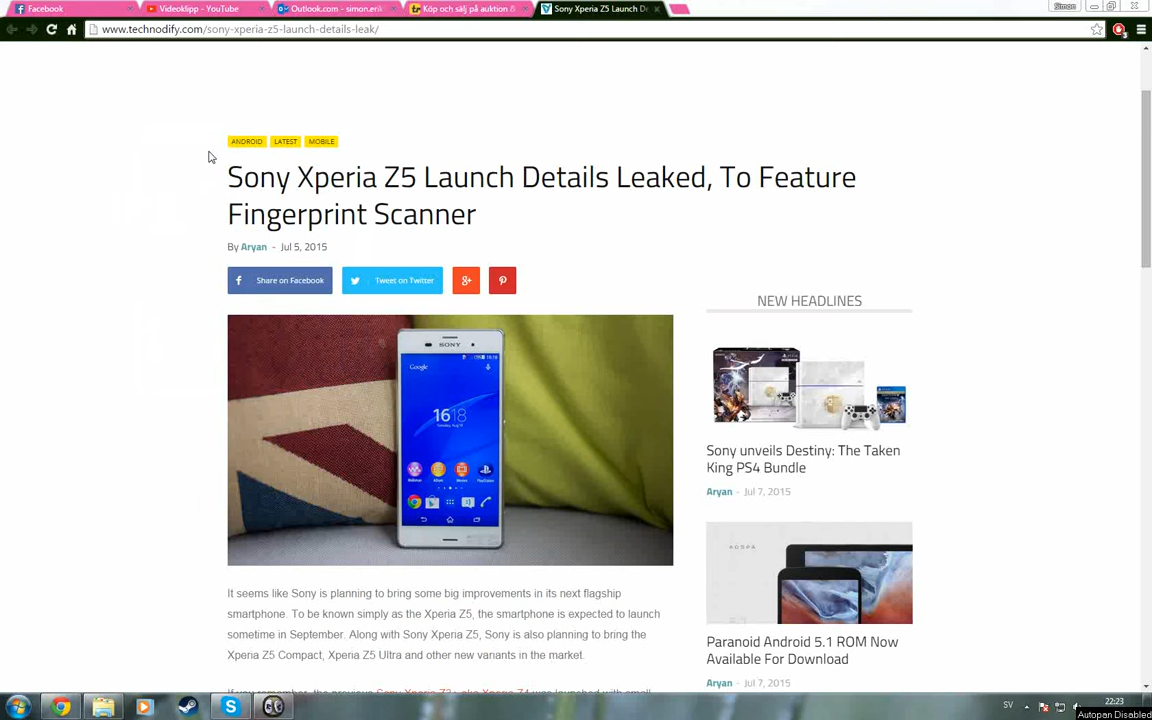 Facebook
Videoklipp - YouTube
Outlook.com - simon.erik
Köp och sälj på auktion &
Sony Xperia Z5 Launch De
Simon
www.technodify.com/sony-xperia-z5-launch-details-leak/
ANDROID LATEST MOBILE
Sony Xperia Z5 Launch Details Leaked, To Feature
Fingerprint Scanner
By Aryan - Jul 5, 2015
Share on Facebook
Tweet on Twitter
NEW HEADLINES
SONY
Google
16 18
Sony unveils Destiny: The Taken
King PS4 Bundle
Aryan - Jul 7, 2015
AOSPA
Paranoid Android 5.1 ROM Now
Available For Download
Aryan - Jul 7, 2015
It seems like Sony is planning to bring some big improvements in its next flagship
smartphone. To be known simply as the Xperia Z5, the smartphone is expected to launch
sometime in September. Along with Sony Xperia Z5, Sony is also planning to bring the
Xperia Z5 Compact, Xperia Z5 Ultra and other new variants in the market.
SV
22:23
Autopan Disabled